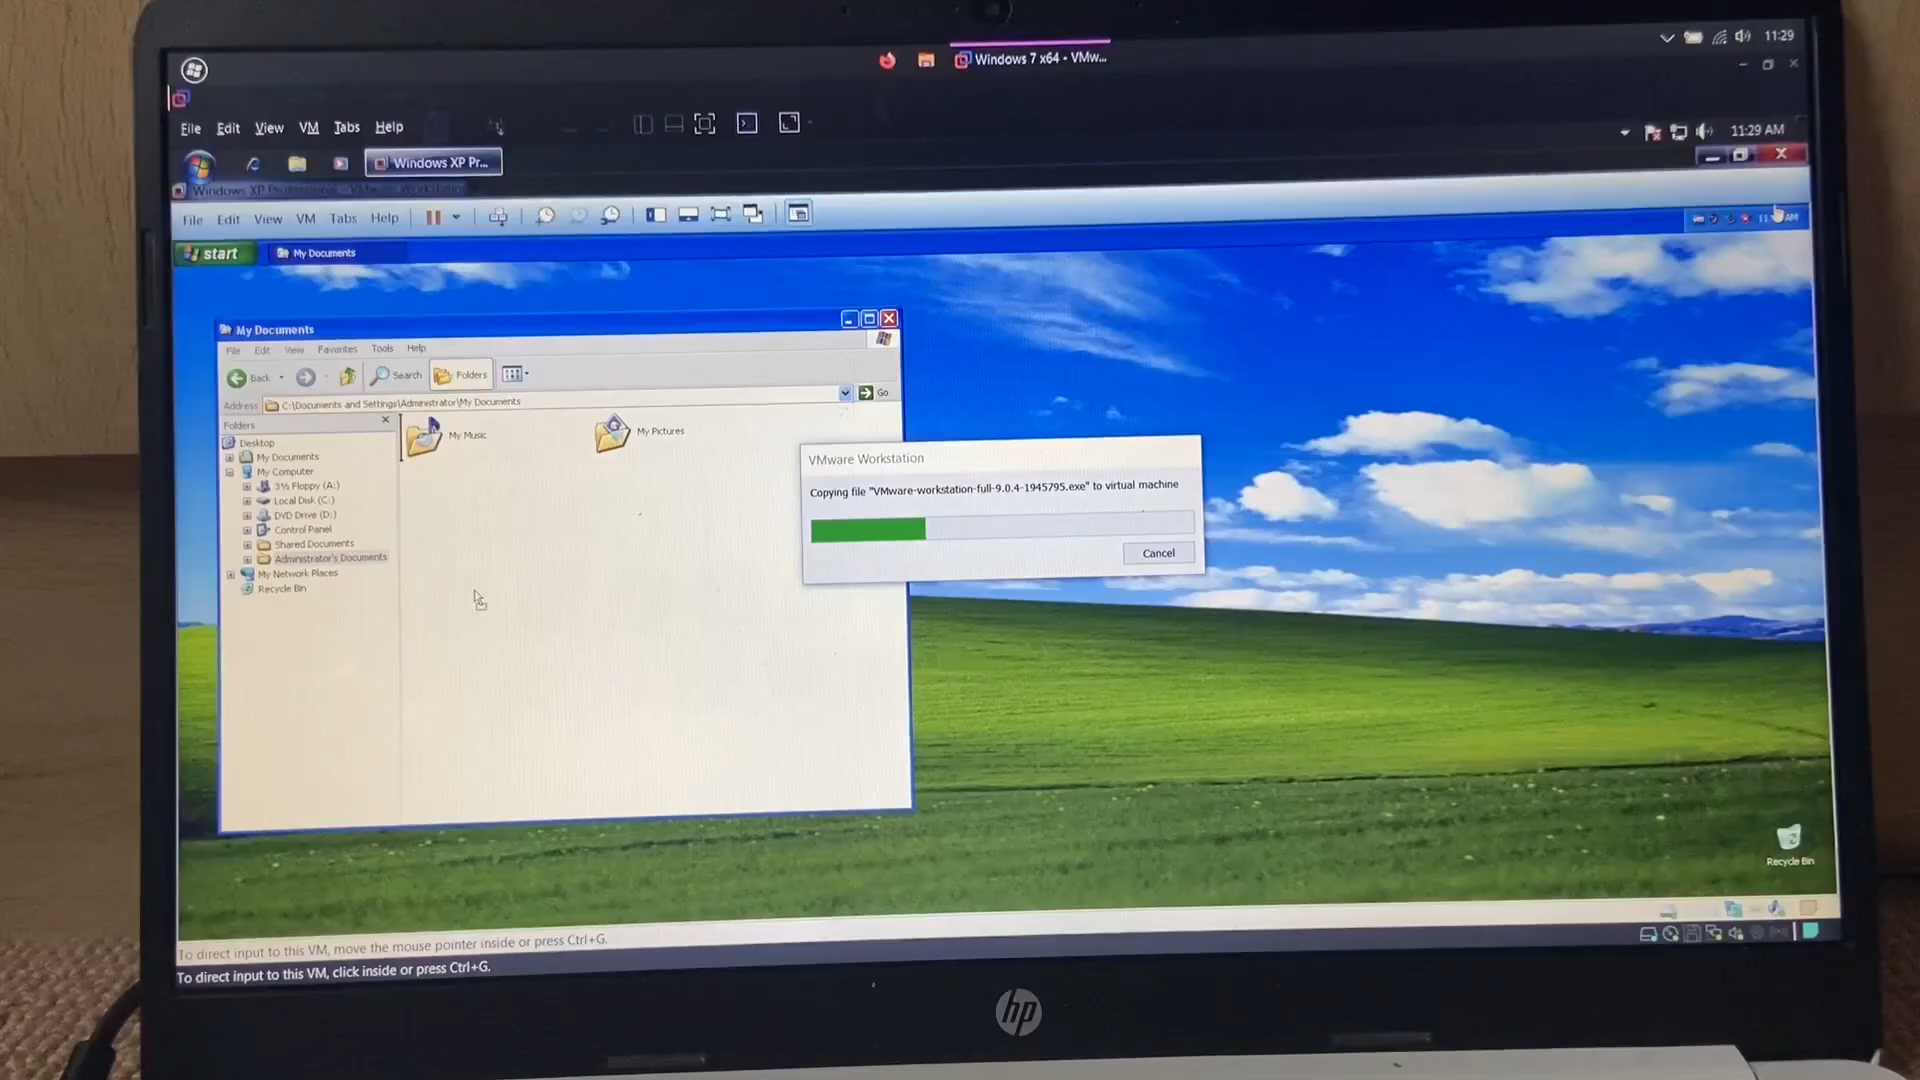 Windows 7 x64 - VMw...
11:29
File Edit View VM Tabs Help
11:29 AM
Windows XP Pr...
Windows XP Professional - VMware Workstation
File Edit View VM Tabs Help
start My Documents
My Documents
File Edit View Favorites Tools Help
Back Search Folders
Address C:\Documents and Settings\Administrator\My Documents Go
Folders
Desktop
My Documents
My Computer
3½ Floppy (A:)
Local Disk (C:)
DVD Drive (D:)
Control Panel
Shared Documents
Administrator's Documents
My Network Places
Recycle Bin
My Music
My Pictures
VMware Workstation
Copying file "VMware-workstation-full-9.0.4-1945795.exe" to virtual machine
Cancel
Recycle Bin
To direct input to this VM, move the mouse pointer inside or press Ctrl+G.
To direct input to this VM, click inside or press Ctrl+G.
hp